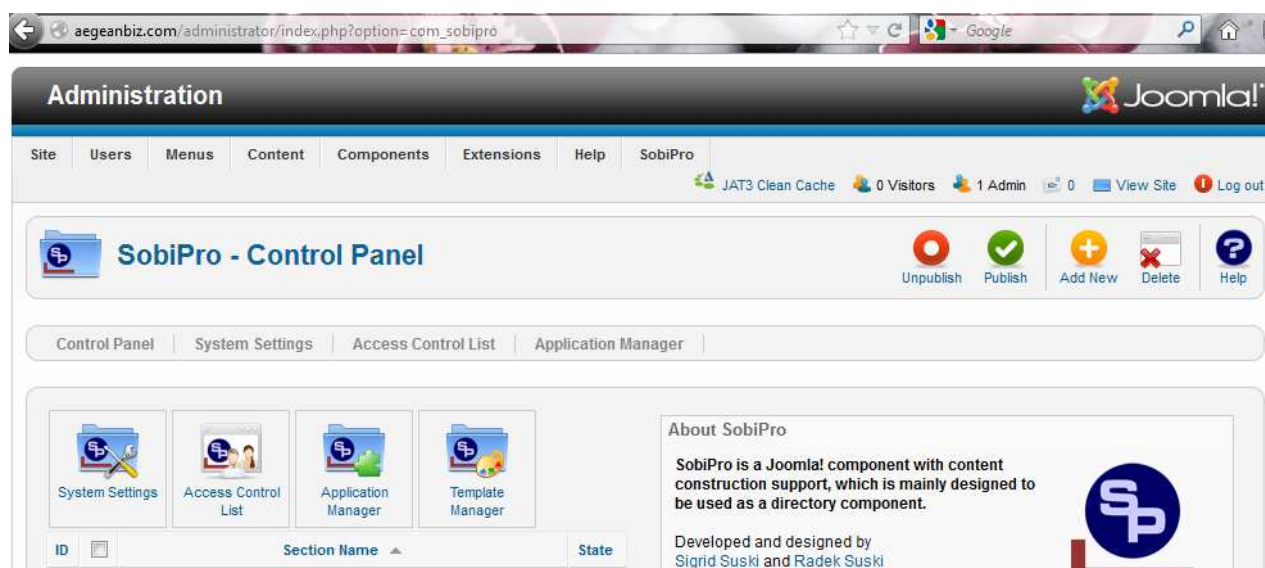 aegeanbiz.com/administrator/index.php?option=com_sobipro
Google
Administration
Joomla!
Site Users Menus Content Components Extensions Help SobiPro
JAT3 Clean Cache 0 Visitors 1 Admin 0 View Site Log out
SobiPro - Control Panel
Unpublish Publish Add New Delete Help
Control Panel System Settings Access Control List Application Manager
System Settings
Access Control
List
Application
Manager
Template
Manager
ID Section Name State
About SobiPro
SobiPro is a Joomla! component with content
construction support, which is mainly designed to
be used as a directory component.
Developed and designed by
Sigrid Suski and Radek Suski
SP